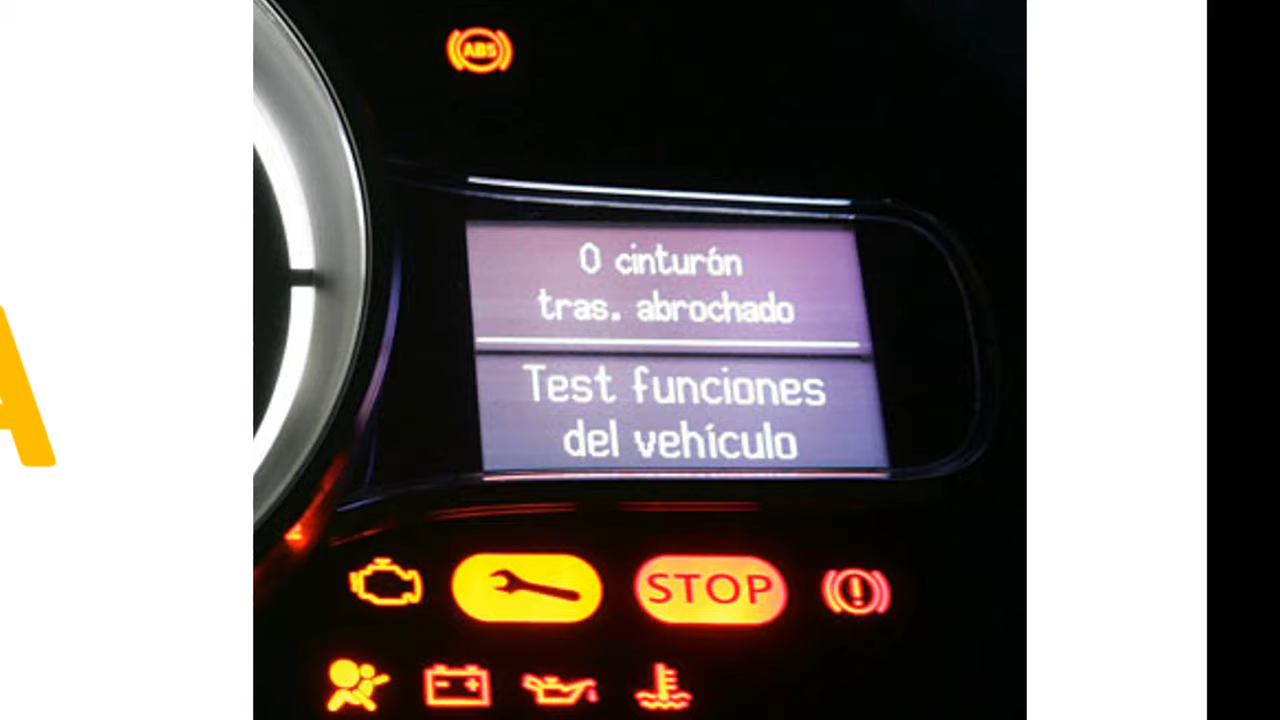 ABS
0 cinturón
tras. abrochado
Test funciones
del vehículo
STOP
A